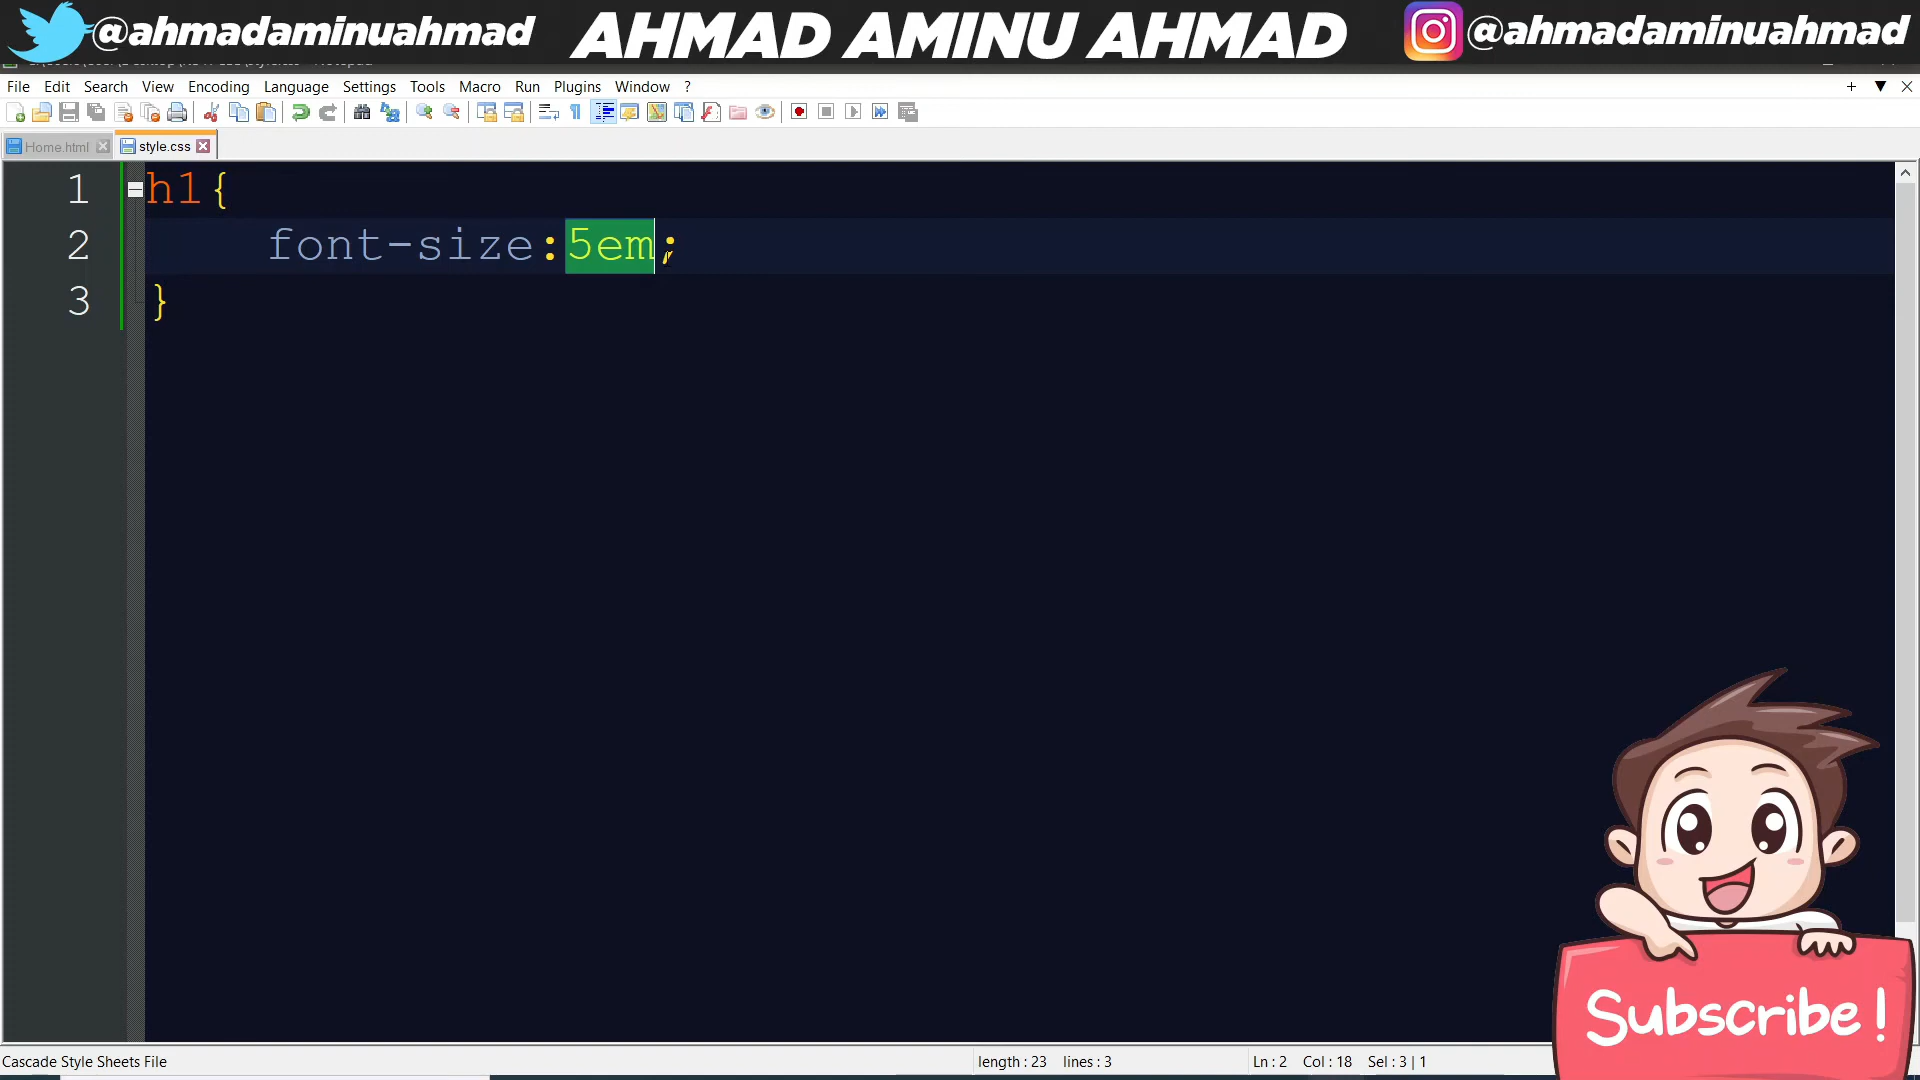 @ahmadaminuahmad AHMAD AMINU AHMAD @ahmadaminuahmad
File Edit Search View Encoding Language Settings Tools Macro Run Plugins Window ?
Home.html style.css
1 h1{
2 font-size:5em;
3 }
Subscribe!
Cascade Style Sheets File length : 23 lines : 3 Ln : 2 Col : 18 Sel : 3 | 1